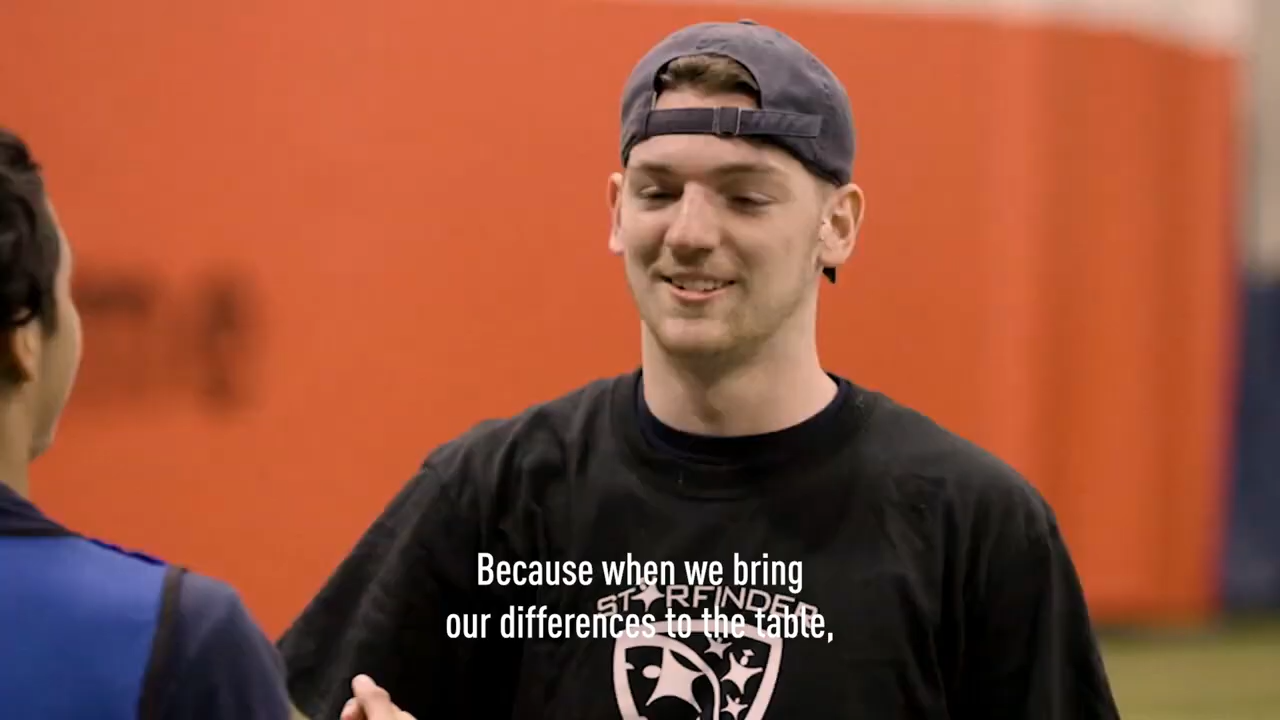 Because when we bring
STARFINDER
our differences to the table,